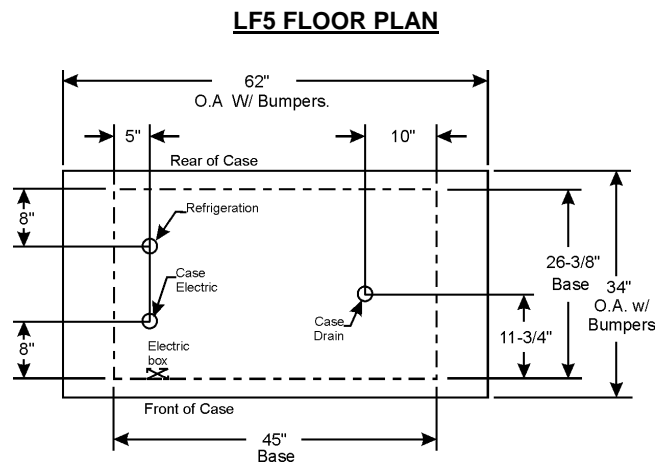 LF5 FLOOR PLAN
62"
O.A W/ Bumpers.
5"
10"
Rear of Case
8"
Refrigeration
Case
Electric
26-3/8"
Base
34"
O.A. w/
Bumpers
Case
Drain
11-3/4"
8"
Electric
box
Front of Case
45"
Base